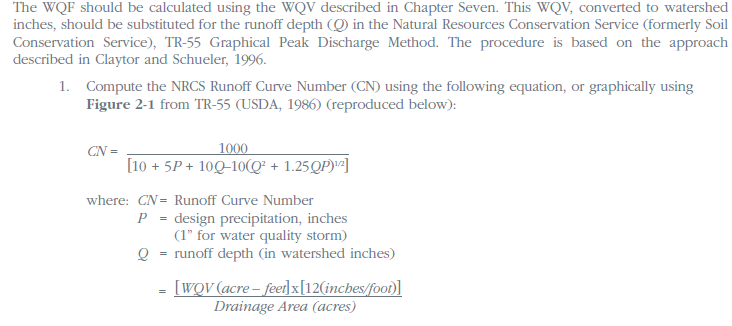 The WQF should be calculated using the WQV described in Chapter Seven. This WQV, converted to watershed
inches, should be substituted for the runoff depth (Q) in the Natural Resources Conservation Service (formerly Soil
Conservation Service), TR-55 Graphical Peak Discharge Method. The procedure is based on the approach
described in Claytor and Schueler, 1996.
1. Compute the NRCS Runoff Curve Number (CN) using the following equation, or graphically using
Figure 2-1 from TR-55 (USDA, 1986) (reproduced below):
CN = 1000
[10 + 5P + 10Q–10(Q² + 1.25QP)¹/²]
where: CN = Runoff Curve Number
P = design precipitation, inches
(1" for water quality storm)
Q = runoff depth (in watershed inches)
= [WQV (acre – feet)]x[12(inches/foot)]
Drainage Area (acres)